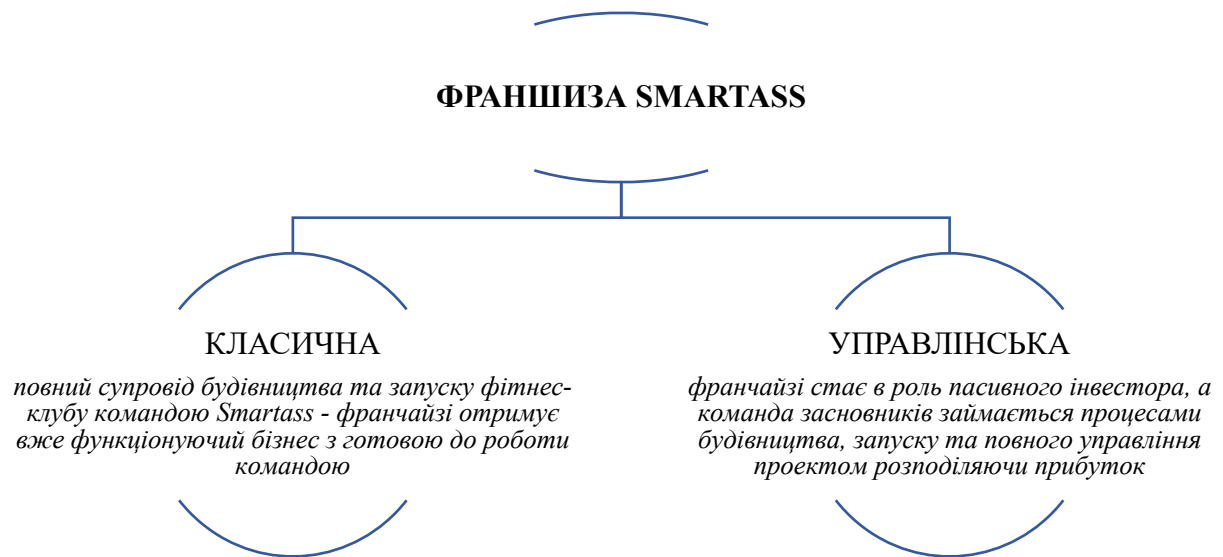 ФРАНШИЗА SMARTASS
КЛАСИЧНА
повний супровід будівництва та запуску фітнес-
клубу командою Smartass - франчайзі отримує
вже функціонуючий бізнес з готовою до роботи
командою
УПРАВЛІНСЬКА
франчайзі стає в роль пасивного інвестора, а
команда засновників займається процесами
будівництва, запуску та повного управління
проектом розподіляючи прибуток